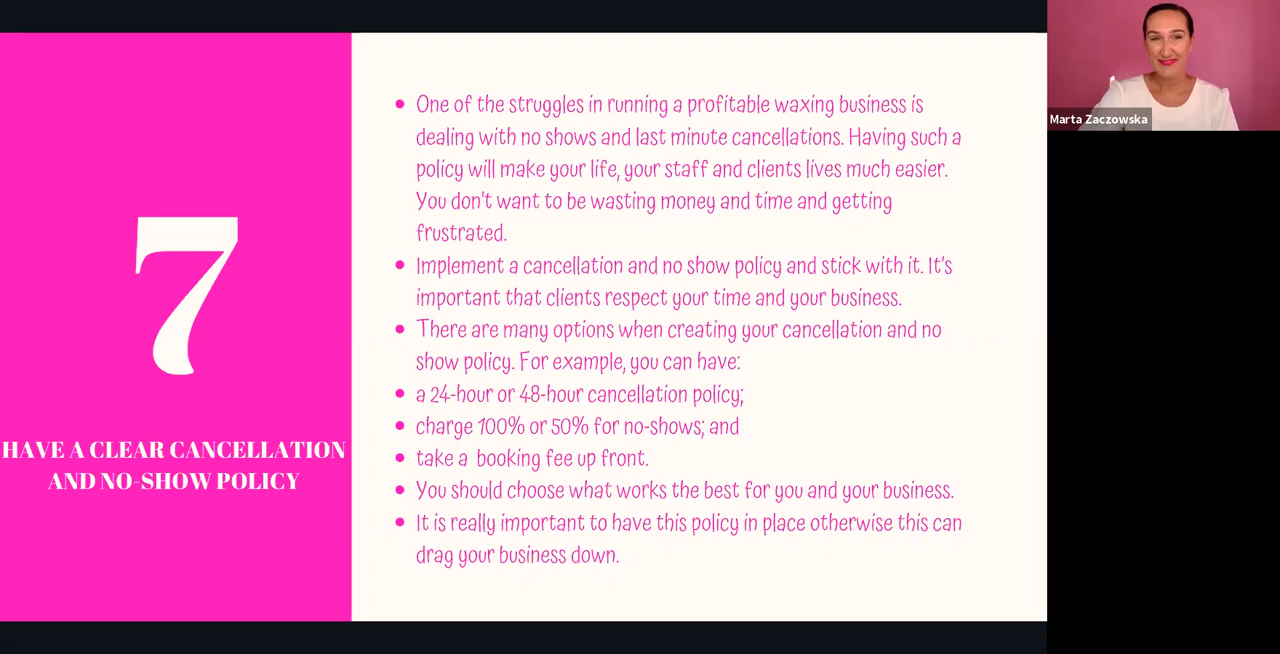 7
HAVE A CLEAR CANCELLATION
AND NO-SHOW POLICY
• One of the struggles in running a profitable waxing business is
dealing with no shows and last minute cancellations. Having such a
policy will make your life, your staff and clients lives much easier.
You don't want to be wasting money and time and getting
frustrated.
• Implement a cancellation and no show policy and stick with it. It's
important that clients respect your time and your business.
• There are many options when creating your cancellation and no
show policy. For example, you can have:
• a 24-hour or 48-hour cancellation policy;
• charge 100% or 50% for no-shows; and
• take a  booking fee up front.
• You should choose what works the best for you and your business.
• It is really important to have this policy in place otherwise this can
drag your business down.
Marta Zaczowska